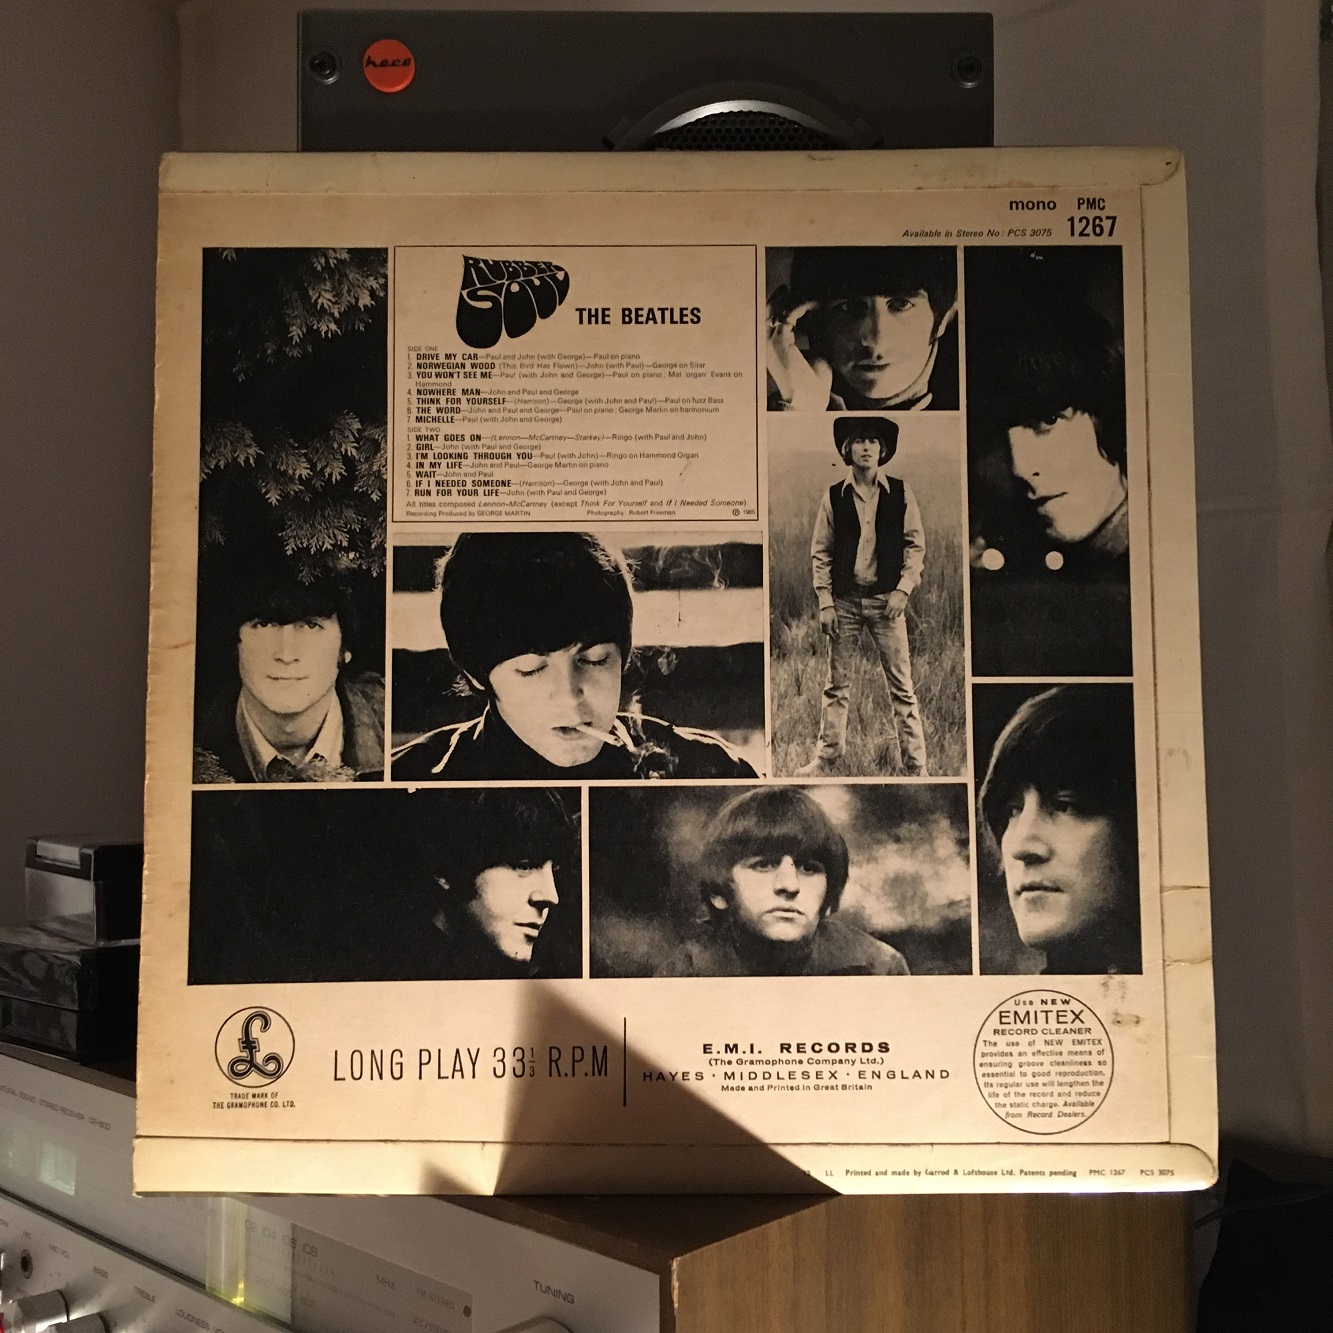 heco
mono PMC
Available in Stereo No: PCS 3075 1267
RUBBER
SOUL
THE BEATLES
SIDE ONE
1. DRIVE MY CAR—Paul and John (with George)—Paul on piano
2. NORWEGIAN WOOD (This Bird Has Flown)—John (with Paul)—George on Sitar
3. YOU WON'T SEE ME—Paul (with John and George)—Paul on piano; Mal 'organ' Evans on
Hammond
4. NOWHERE MAN—John and Paul and George
5. THINK FOR YOURSELF—(Harrison)—George (with John and Paul)—Paul on fuzz Bass
6. THE WORD—John and Paul and George—Paul on piano; George Martin on harmonium
7. MICHELLE—Paul (with John and George)
SIDE TWO
1. WHAT GOES ON—(Lennon—McCartney—Starkey)—Ringo (with Paul and John)
2. GIRL—John (with Paul and George)
3. I'M LOOKING THROUGH YOU—Paul (with John)—Ringo on Hammond Organ
4. IN MY LIFE—John and Paul—George Martin on piano
5. WAIT—John and Paul
6. IF I NEEDED SOMEONE—(Harrison)—George (with John and Paul)
7. RUN FOR YOUR LIFE—John (with Paul and George)
All titles composed Lennon-McCartney (except Think For Yourself and If I Needed Someone)
Recording Produced by GEORGE MARTIN Photography: Robert Freeman ℗ 1965
£
TRADE MARK OF
THE GRAMOPHONE CO. LTD.
LONG PLAY 33⅓ R.P.M
E.M.I. RECORDS
(The Gramophone Company Ltd.)
HAYES · MIDDLESEX · ENGLAND
Made and Printed in Great Britain
Use NEW
EMITEX
RECORD CLEANER
The use of NEW EMITEX
provides an effective means of
ensuring groove cleanliness so
essential to good reproduction.
Its regular use will lengthen the
life of the record and reduce
the static charge. Available
from Record Dealers.
LL Printed and made by Garrod & Lofthouse Ltd. Patents pending PMC 1267 PCS 3075
STEREO RECEIVER
104 106 108
MHz
TUNING
BASS
TREBLE
LOUDNESS